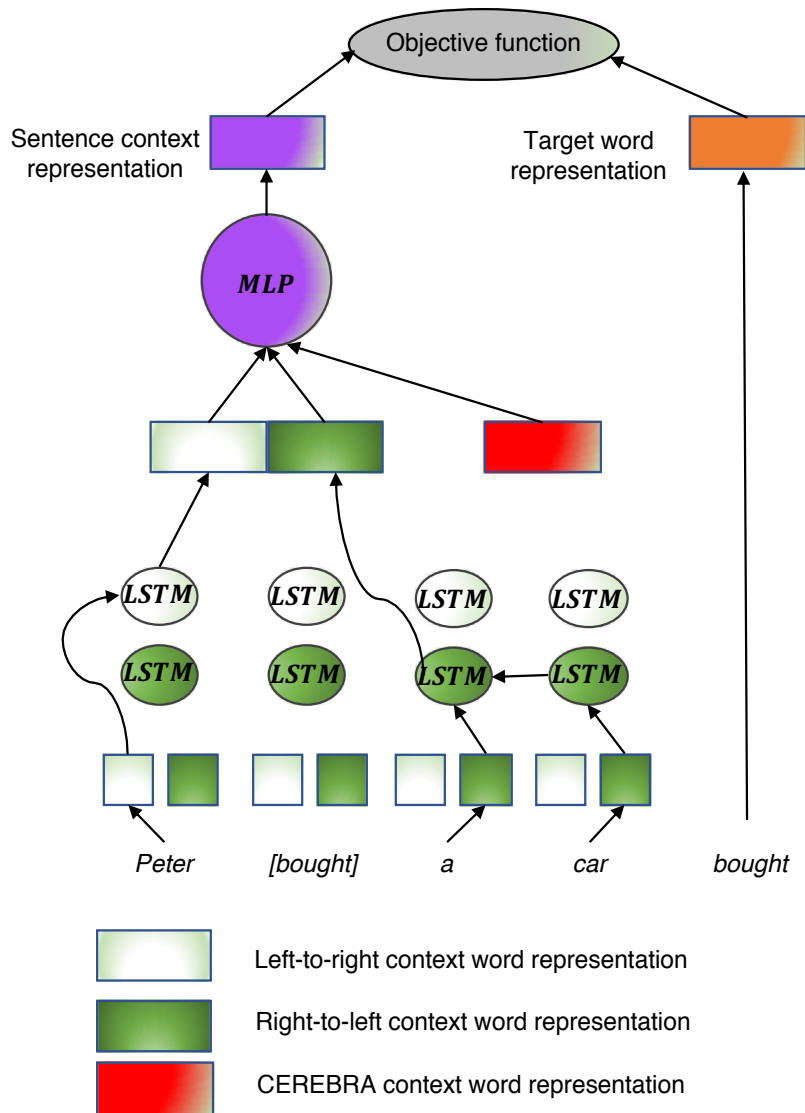 Objective function
Sentence context
representation
Target word
representation
MLP
LSTM LSTM LSTM LSTM
LSTM LSTM LSTM LSTM
Peter [bought] a car bought
Left-to-right context word representation
Right-to-left context word representation
CEREBRA context word representation